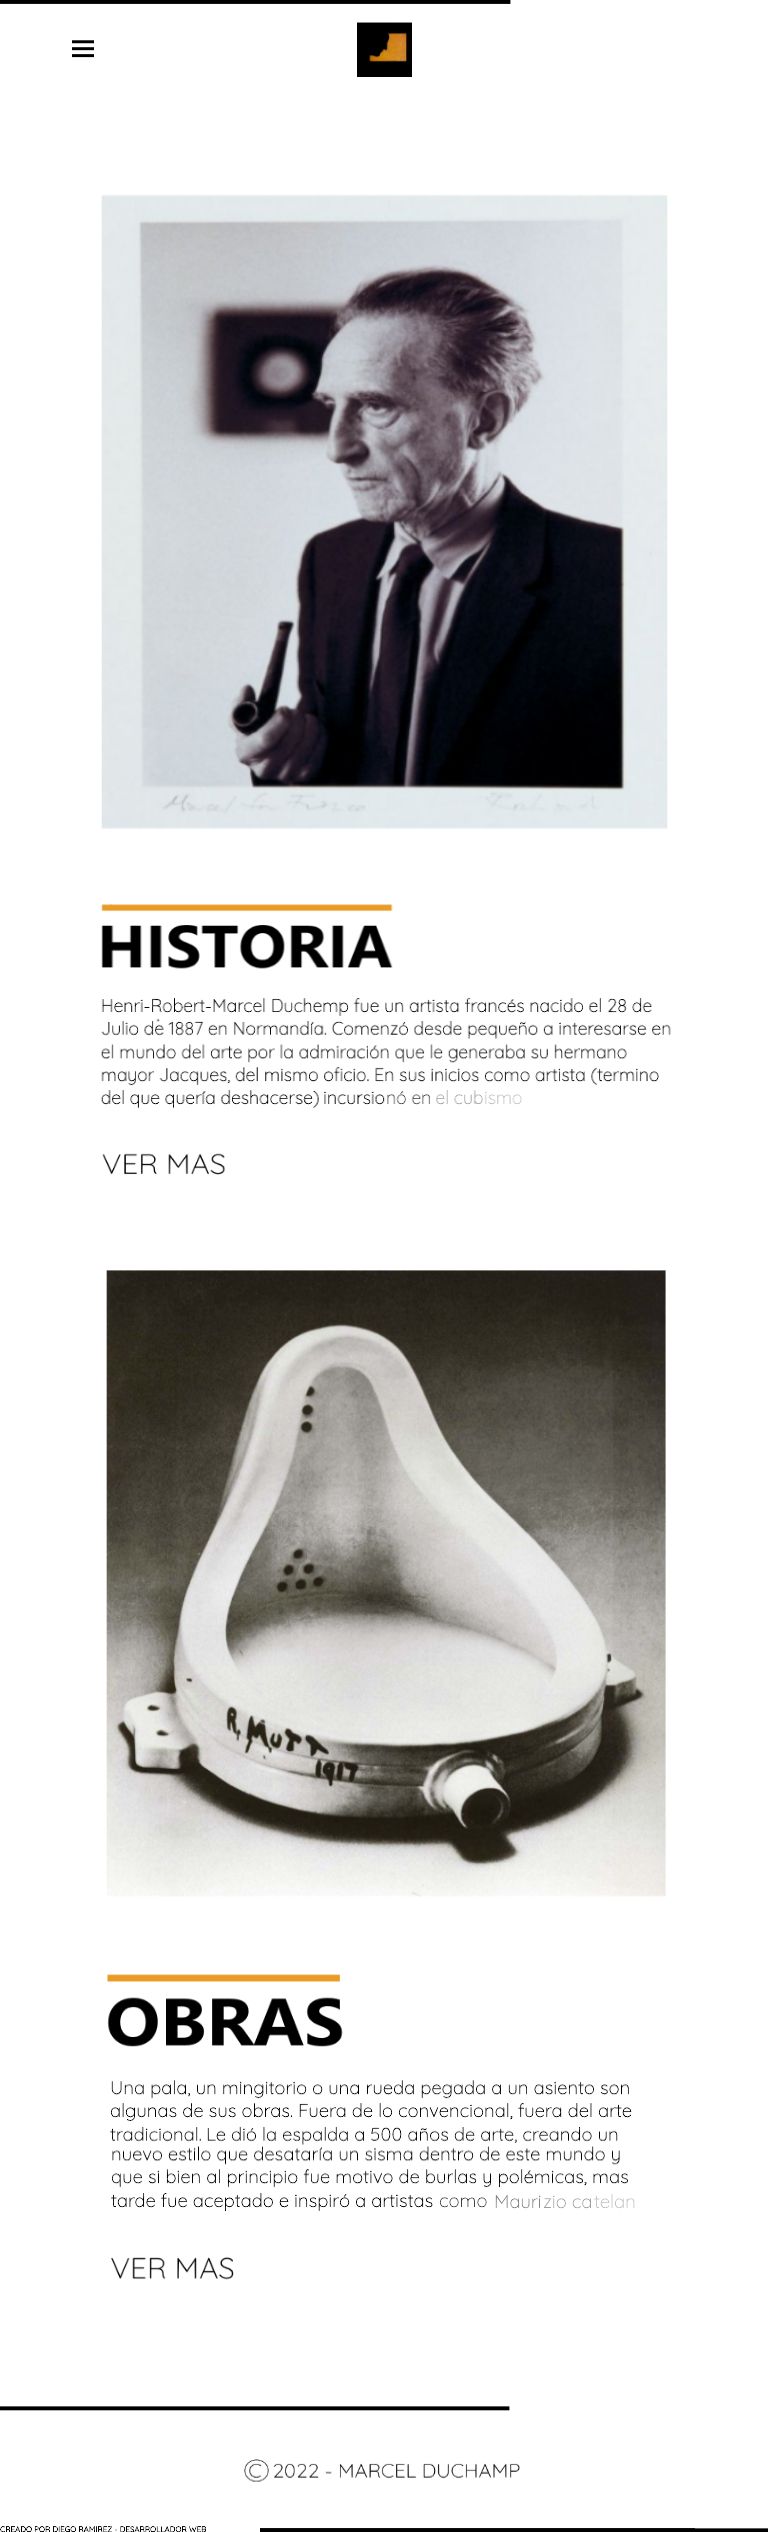 Marcel
HISTORIA
Henri-Robert-Marcel Duchemp fue un artista francés nacido el 28 de
Julio de 1887 en Normandía. Comenzó desde pequeño a interesarse en
el mundo del arte por la admiración que le generaba su hermano
mayor Jacques, del mismo oficio. En sus inicios como artista (termino
del que quería deshacerse) incursionó en el cubismo
VER MAS
R. MUTT
1917
OBRAS
Una pala, un mingitorio o una rueda pegada a un asiento son
algunas de sus obras. Fuera de lo convencional, fuera del arte
tradicional. Le dió la espalda a 500 años de arte, creando un
nuevo estilo que desataría un sisma dentro de este mundo y
que si bien al principio fue motivo de burlas y polémicas, mas
tarde fue aceptado e inspiró a artistas como Maurizio catelan
VER MAS
© 2022 - MARCEL DUCHAMP
CREADO POR DIEGO RAMIREZ - DESARROLLADOR WEB